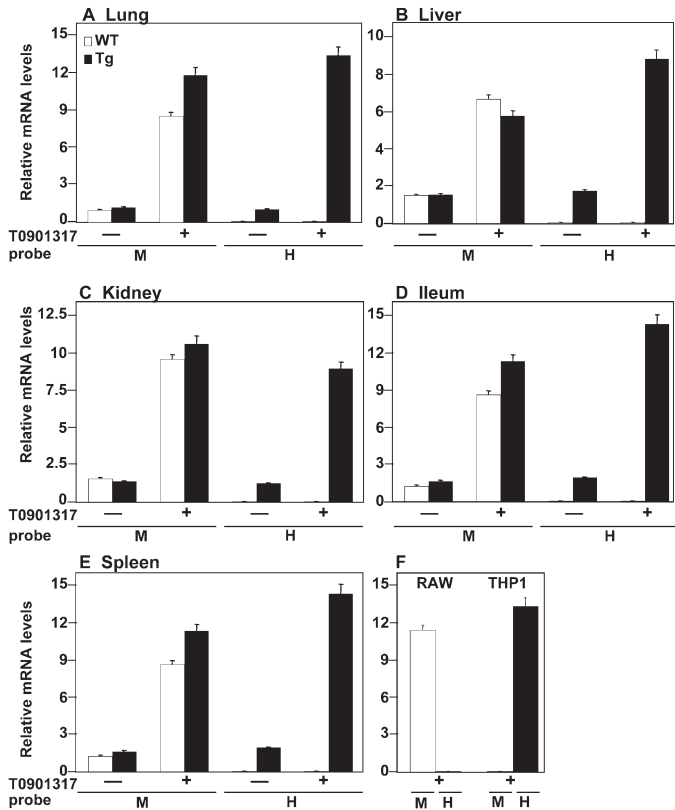 A Lung
Relative mRNA levels
15
12
9
6
3
0
WT
Tg
T0901317 — + — +
probe M H
B Liver
10
8
6
4
2
0
— + — +
M H
C Kidney
Relative mRNA levels
12.5
10
7.5
5
2.5
0
T0901317 — + — +
probe M H
D Ileum
15
12
9
6
3
0
— + — +
M H
E Spleen
Relative mRNA levels
15
12
9
6
3
0
T0901317 — + — +
probe M H
F
RAW THP1
15
12
9
6
3
0
+ +
M H M H